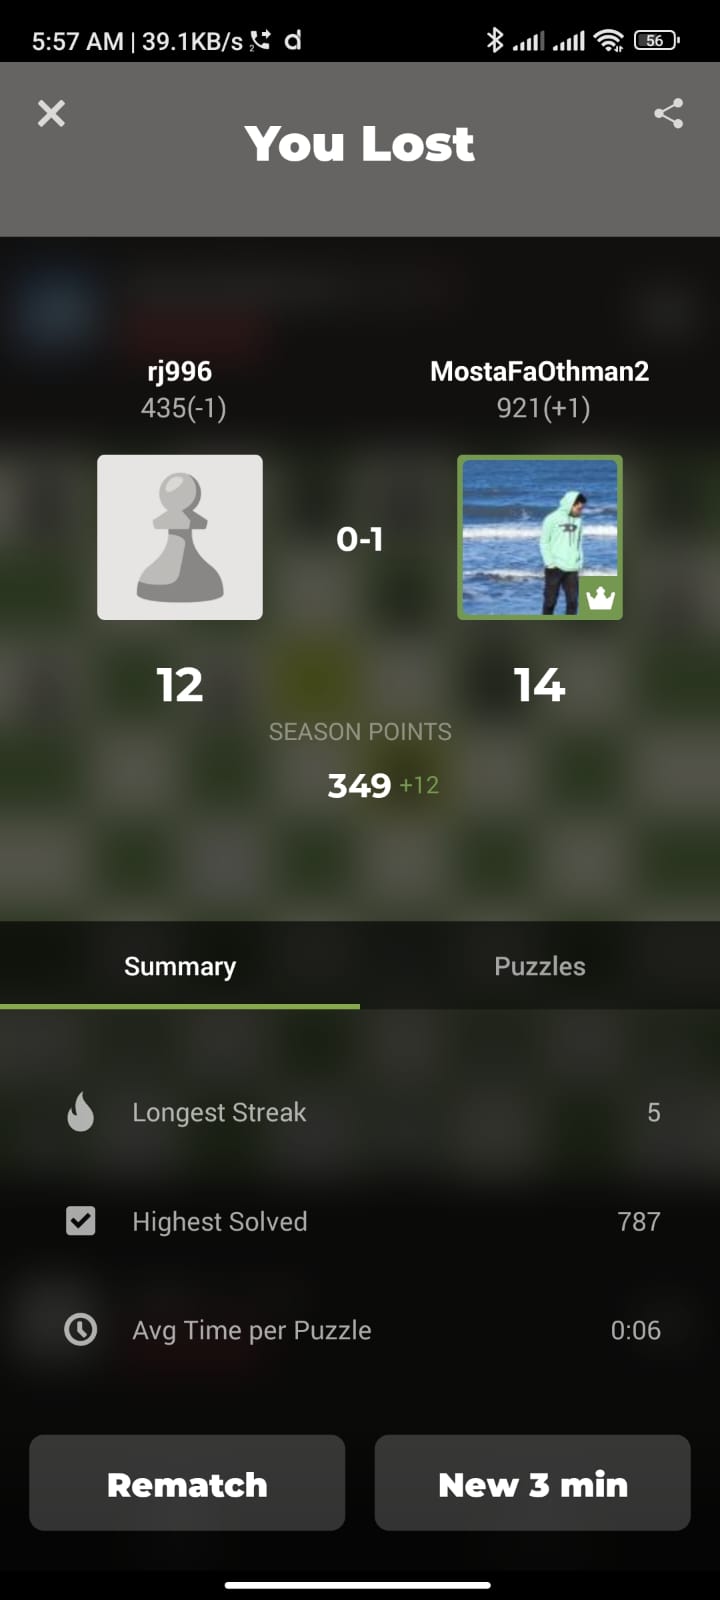 5:57 AM | 39.1KB/s
56
You Lost
rj996
435(-1)
MostaFaOthman2
921(+1)
0-1
12
14
SEASON POINTS
349 +12
Summary
Puzzles
Longest Streak 5
Highest Solved 787
Avg Time per Puzzle 0:06
Rematch
New 3 min